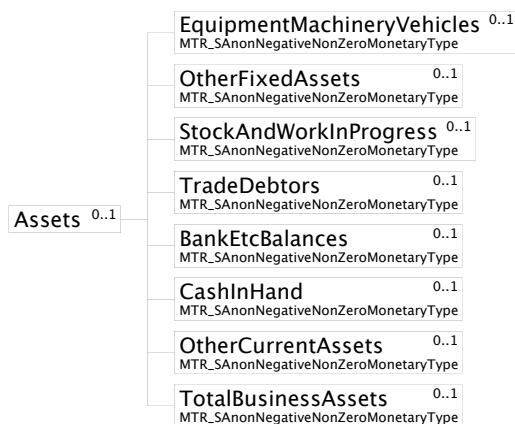 EquipmentMachineryVehicles 0..1
MTR_SAnonNegativeNonZeroMonetaryType
OtherFixedAssets 0..1
MTR_SAnonNegativeNonZeroMonetaryType
StockAndWorkInProgress 0..1
MTR_SAnonNegativeNonZeroMonetaryType
TradeDebtors 0..1
MTR_SAnonNegativeNonZeroMonetaryType
Assets 0..1
BankEtcBalances 0..1
MTR_SAnonNegativeNonZeroMonetaryType
CashInHand 0..1
MTR_SAnonNegativeNonZeroMonetaryType
OtherCurrentAssets 0..1
MTR_SAnonNegativeNonZeroMonetaryType
TotalBusinessAssets 0..1
MTR_SAnonNegativeNonZeroMonetaryType